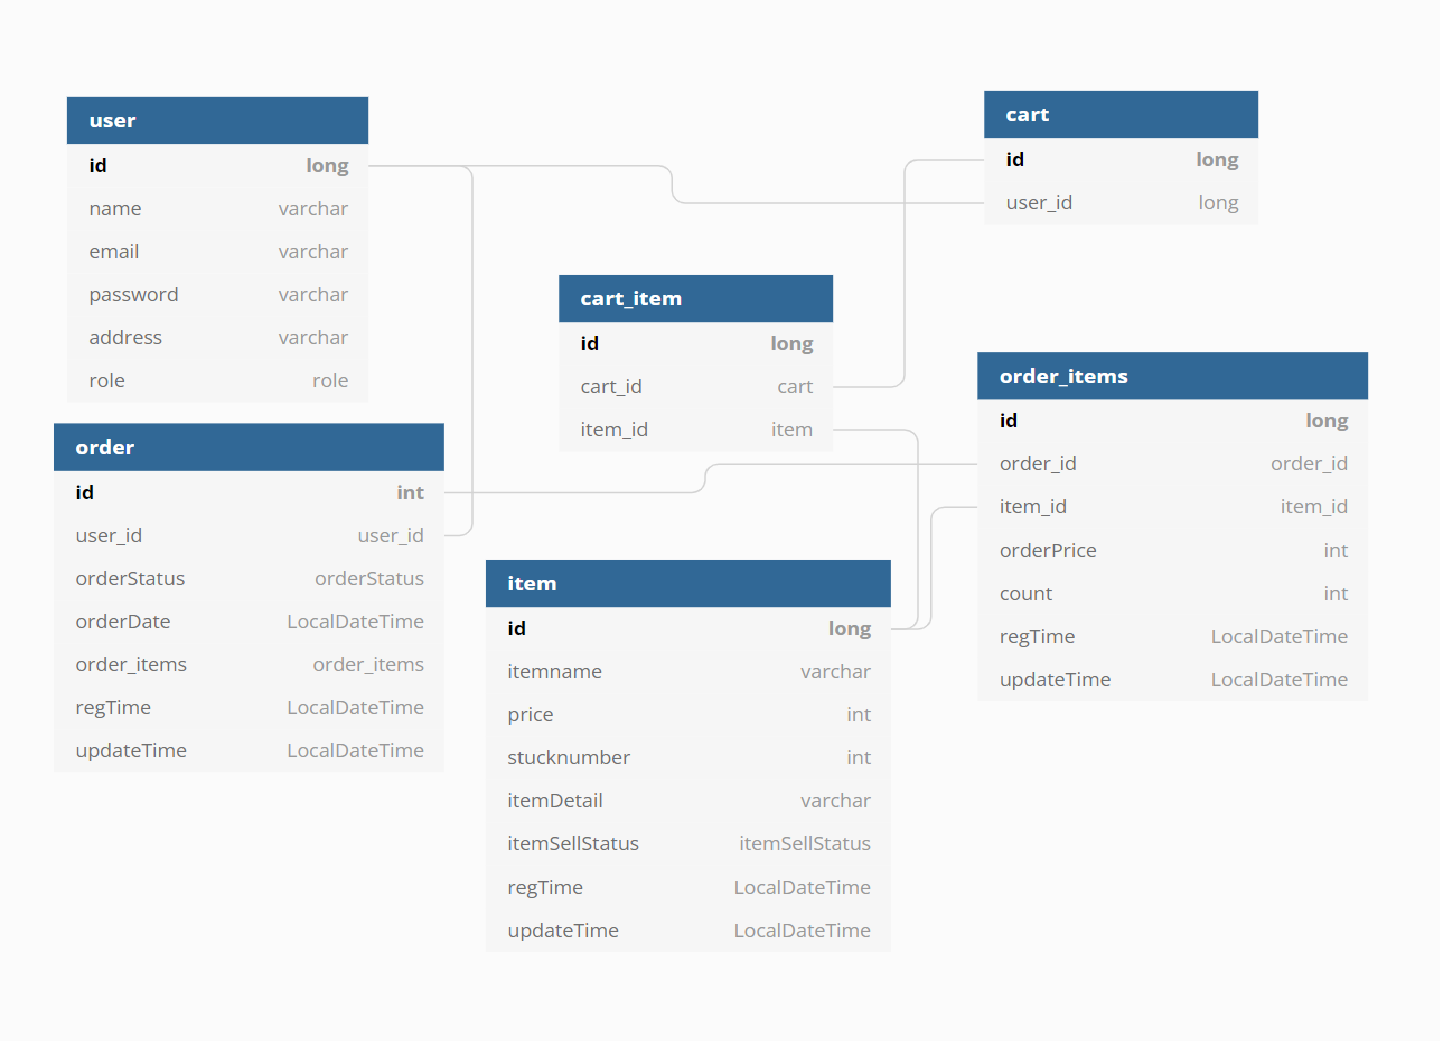 user
id long
name varchar
email varchar
password varchar
address varchar
role role
order
id int
user_id user_id
orderStatus orderStatus
orderDate LocalDateTime
order_items order_items
regTime LocalDateTime
updateTime LocalDateTime
cart_item
id long
cart_id cart
item_id item
item
id long
itemname varchar
price int
stucknumber int
itemDetail varchar
itemSellStatus itemSellStatus
regTime LocalDateTime
updateTime LocalDateTime
cart
id long
user_id long
order_items
id long
order_id order_id
item_id item_id
orderPrice int
count int
regTime LocalDateTime
updateTime LocalDateTime